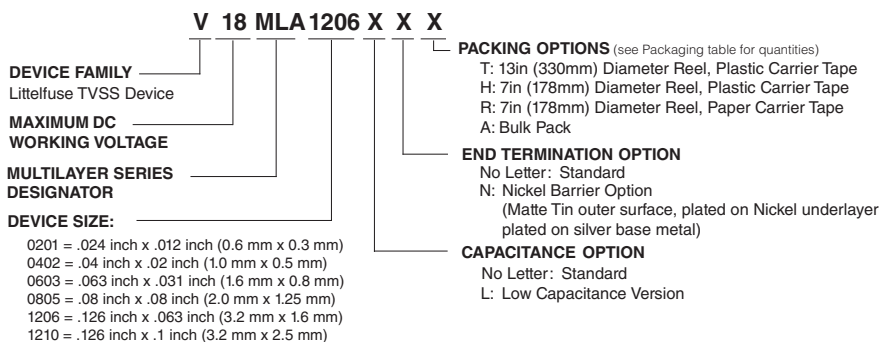 V 18 MLA 1206 X X X
DEVICE FAMILY
Littelfuse TVSS Device
MAXIMUM DC
WORKING VOLTAGE
MULTILAYER SERIES
DESIGNATOR
DEVICE SIZE:
0201 = .024 inch x .012 inch (0.6 mm x 0.3 mm)
0402 = .04 inch x .02 inch (1.0 mm x 0.5 mm)
0603 = .063 inch x .031 inch (1.6 mm x 0.8 mm)
0805 = .08 inch x .08 inch (2.0 mm x 1.25 mm)
1206 = .126 inch x .063 inch (3.2 mm x 1.6 mm)
1210 = .126 inch x .1 inch (3.2 mm x 2.5 mm)
PACKING OPTIONS (see Packaging table for quantities)
T: 13in (330mm) Diameter Reel, Plastic Carrier Tape
H: 7in (178mm) Diameter Reel, Plastic Carrier Tape
R: 7in (178mm) Diameter Reel, Paper Carrier Tape
A: Bulk Pack
END TERMINATION OPTION
No Letter: Standard
N: Nickel Barrier Option
(Matte Tin outer surface, plated on Nickel underlayer
plated on silver base metal)
CAPACITANCE OPTION
No Letter: Standard
L: Low Capacitance Version